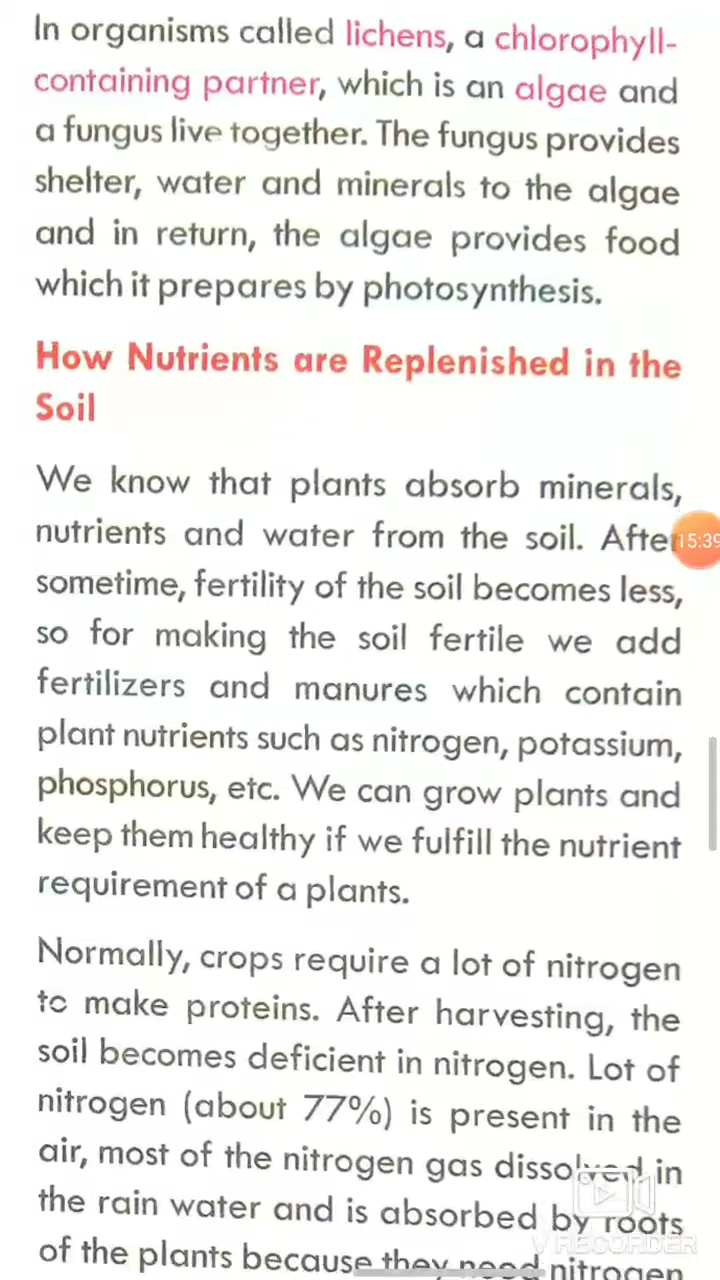 In organisms called lichens, a chlorophyll-
containing partner, which is an algae and
a fungus live together. The fungus provides
shelter, water and minerals to the algae
and in return, the algae provides food
which it prepares by photosynthesis.
How Nutrients are Replenished in the
Soil
We know that plants absorb minerals,
nutrients and water from the soil. After
15:39
sometime, fertility of the soil becomes less,
so for making the soil fertile we add
fertilizers and manures which contain
plant nutrients such as nitrogen, potassium,
phosphorus, etc. We can grow plants and
keep them healthy if we fulfill the nutrient
requirement of a plants.
Normally, crops require a lot of nitrogen
to make proteins. After harvesting, the
soil becomes deficient in nitrogen. Lot of
nitrogen (about 77%) is present in the
air, most of the nitrogen gas dissolved in
the rain water and is absorbed by roots
of the plants because they need nitrogen
V RECORDER